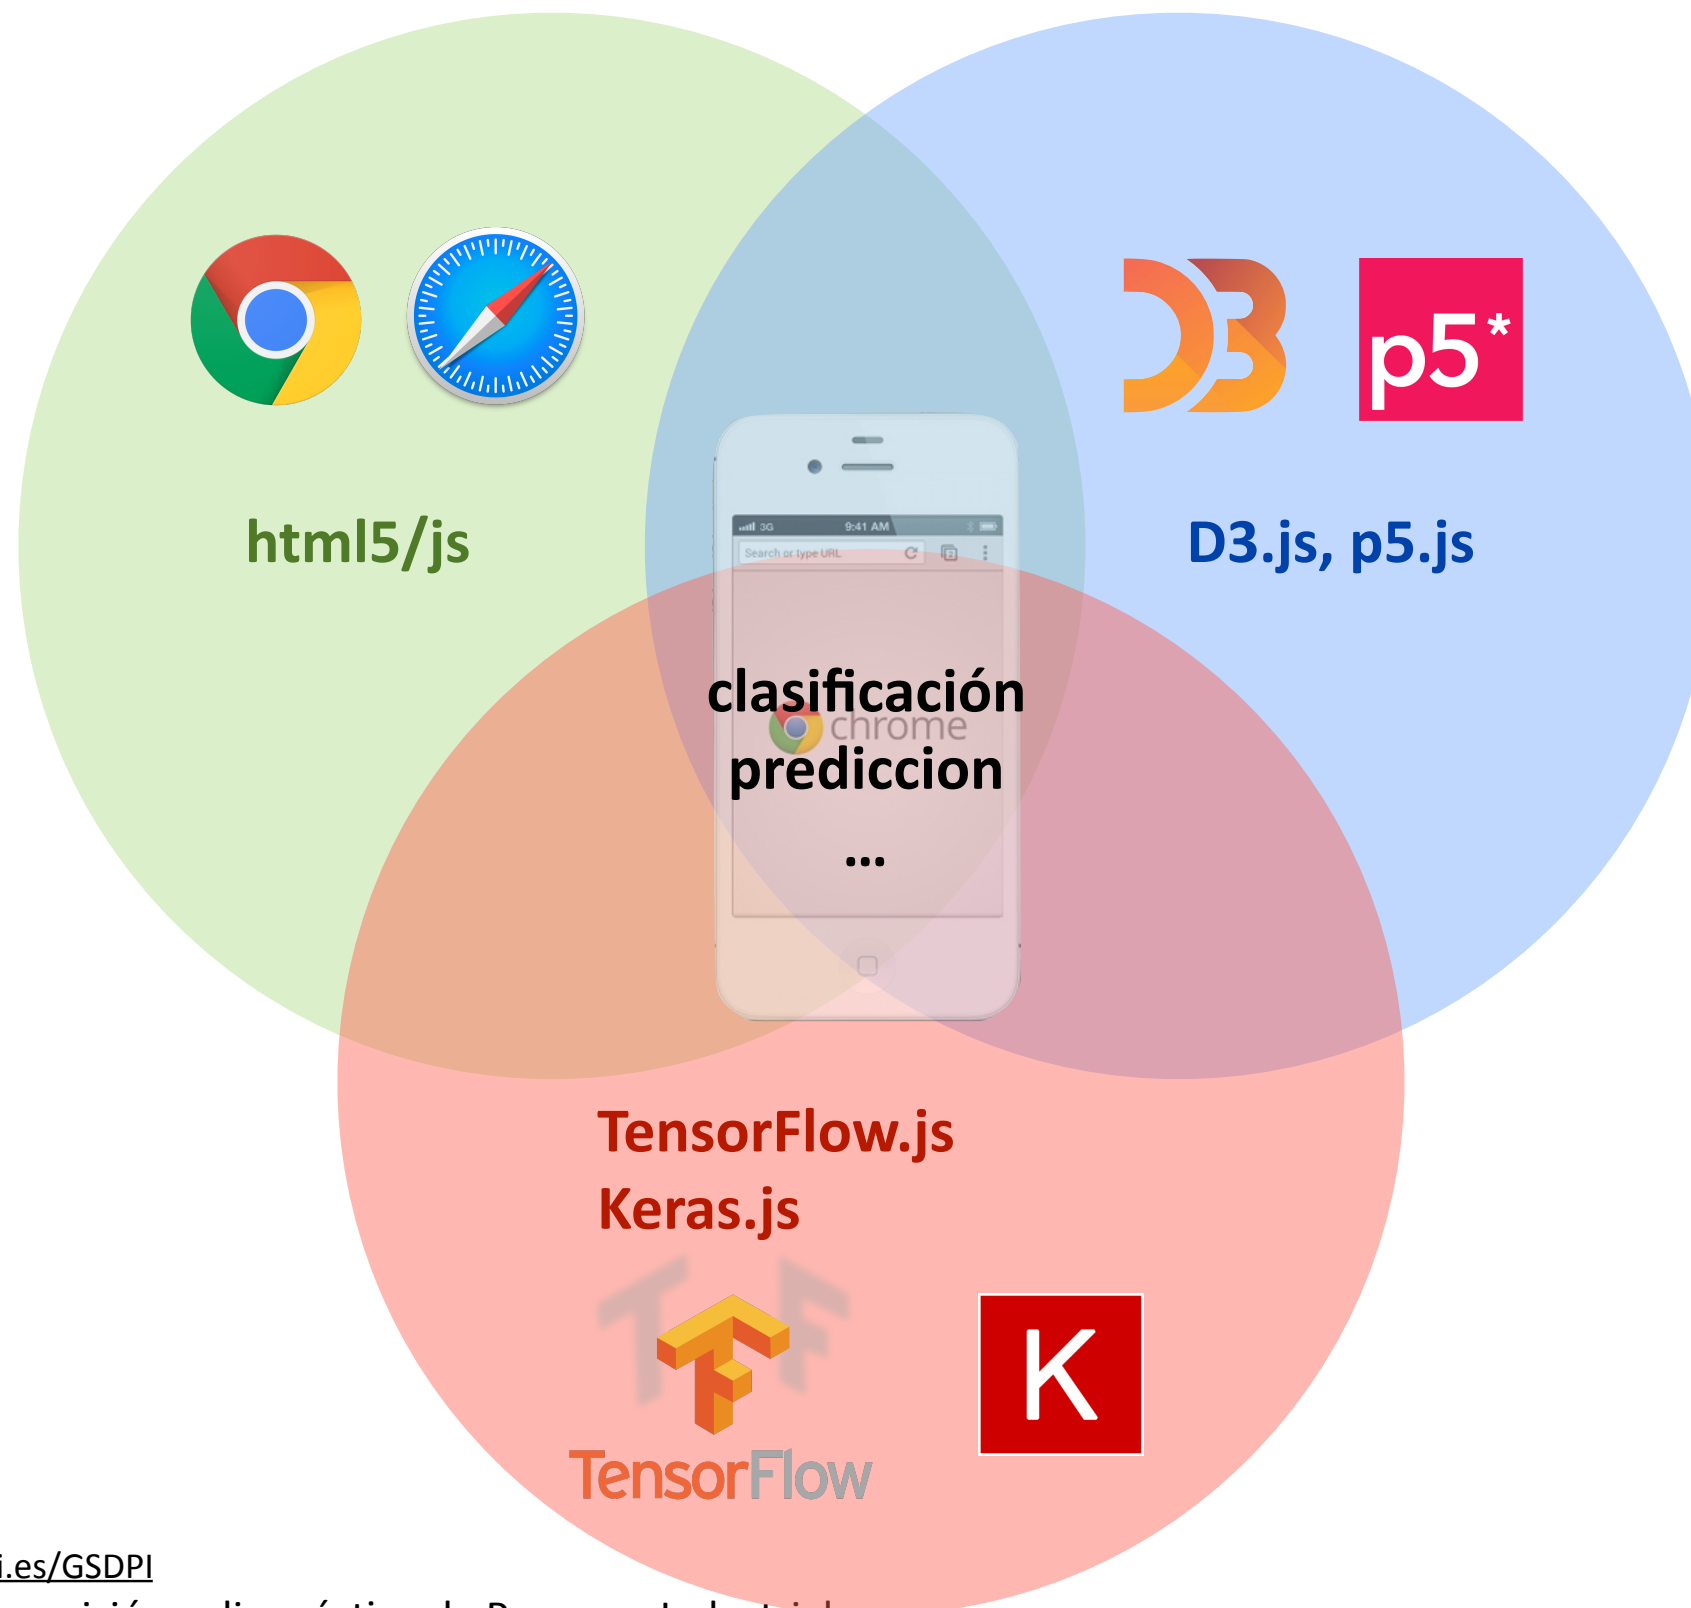 p5*
html5/js
D3.js, p5.js
3G 9:41 AM
Search or type URL
clasificación
chrome
prediccion
...
TensorFlow.js
Keras.js
K
TensorFlow
i.es/GSDPI